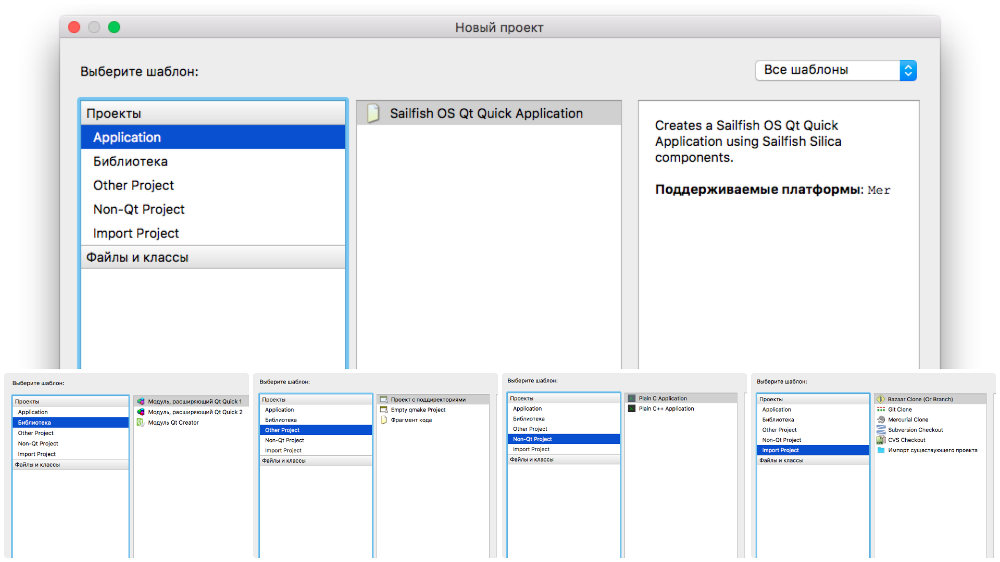 Новый проект
Выберите шаблон:
Все шаблоны
Проекты
Application
Библиотека
Other Project
Non-Qt Project
Import Project
Файлы и классы
Sailfish OS Qt Quick Application
Creates a Sailfish OS Qt Quick
Application using Sailfish Silica
components.
Поддерживаемые платформы: Mer
Выберите шаблон:
Проекты
Application
Библиотека
Other Project
Non-Qt Project
Import Project
Файлы и классы
Модуль, расширяющий Qt Quick 1
Модуль, расширяющий Qt Quick 2
Модуль Qt Creator
Выберите шаблон:
Проекты
Application
Библиотека
Other Project
Non-Qt Project
Import Project
Файлы и классы
Проект с поддиректориями
Empty qmake Project
Фрагмент кода
Выберите шаблон:
Проекты
Application
Библиотека
Other Project
Non-Qt Project
Import Project
Файлы и классы
Plain C Application
Plain C++ Application
Выберите шаблон:
Проекты
Application
Библиотека
Other Project
Non-Qt Project
Import Project
Файлы и классы
Bazaar Clone (Or Branch)
Git Clone
Mercurial Clone
Subversion Checkout
CVS Checkout
Импорт существующего проекта